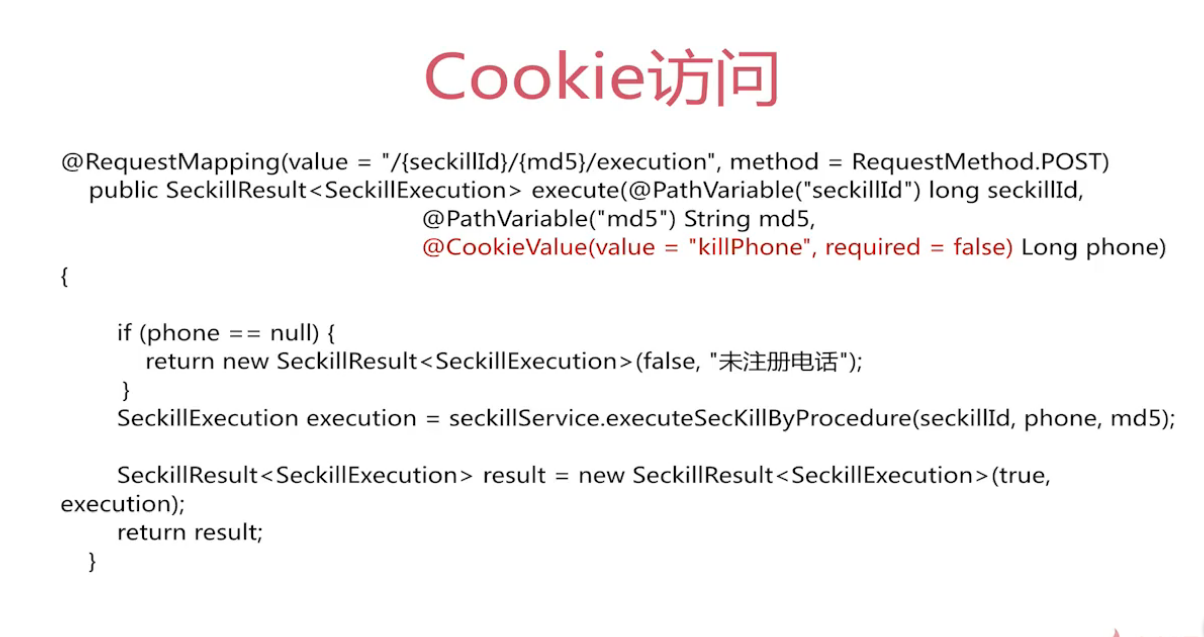 Cookie访问
@RequestMapping(value = "/{seckillId}/{md5}/execution", method = RequestMethod.POST)
public SeckillResult<SeckillExecution> execute(@PathVariable("seckillId") long seckillId,
@PathVariable("md5") String md5,
@CookieValue(value = "killPhone", required = false) Long phone)
{
if (phone == null) {
return new SeckillResult<SeckillExecution>(false, "未注册电话");
}
SeckillExecution execution = seckillService.executeSecKillByProcedure(seckillId, phone, md5);
SeckillResult<SeckillExecution> result = new SeckillResult<SeckillExecution>(true,
execution);
return result;
}